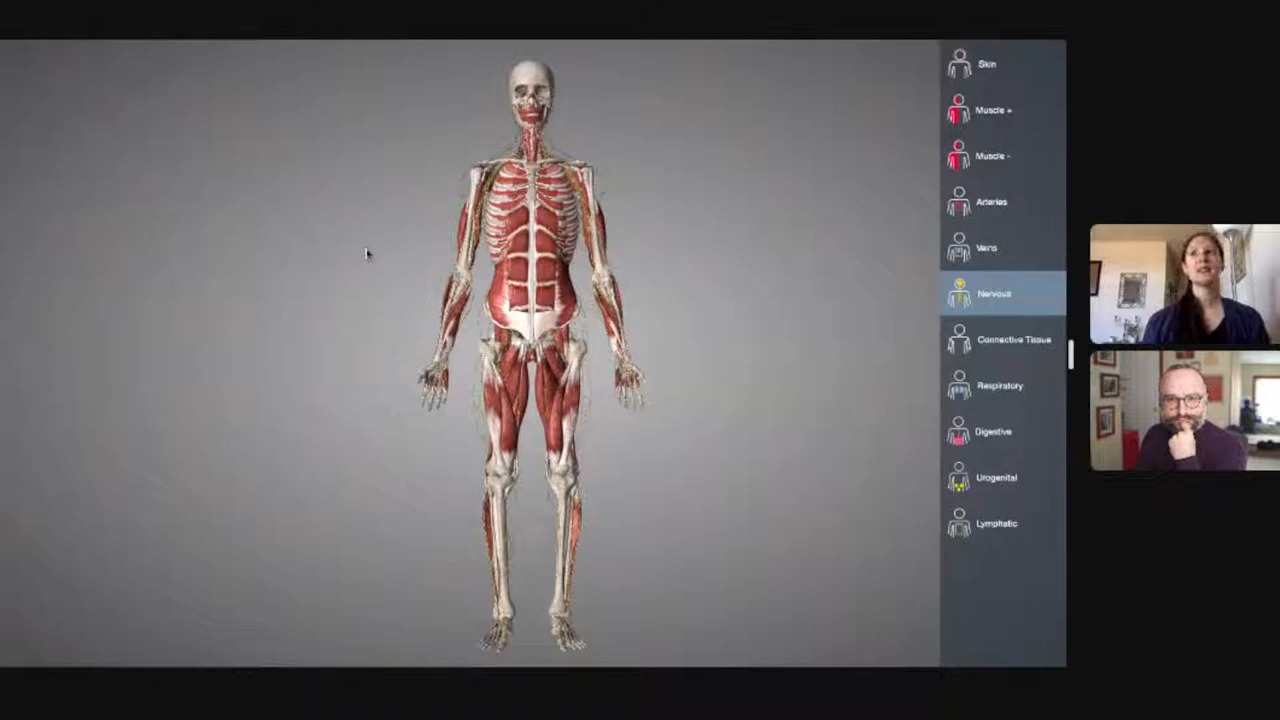 Skin
Muscle +
Muscle -
Arteries
Veins
Nervous
Connective Tissue
Respiratory
Digestive
Urogenital
Lymphatic